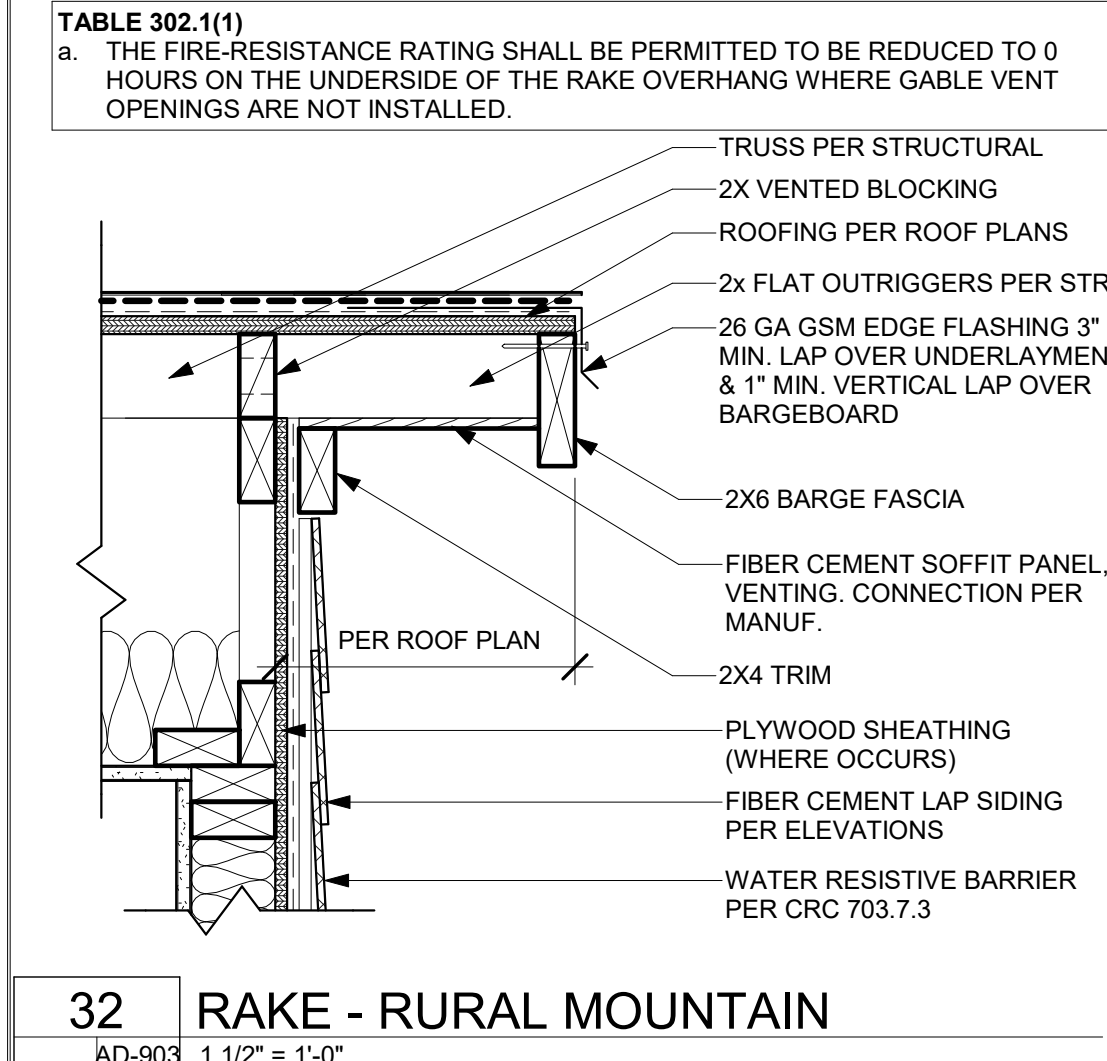 TABLE 302.1(1)
a. THE FIRE-RESISTANCE RATING SHALL BE PERMITTED TO BE REDUCED TO 0
HOURS ON THE UNDERSIDE OF THE RAKE OVERHANG WHERE GABLE VENT
OPENINGS ARE NOT INSTALLED.
TRUSS PER STRUCTURAL
2X VENTED BLOCKING
ROOFING PER ROOF PLANS
2x FLAT OUTRIGGERS PER STR
26 GA GSM EDGE FLASHING 3"
MIN. LAP OVER UNDERLAYMEN
& 1" MIN. VERTICAL LAP OVER
BARGEBOARD
2X6 BARGE FASCIA
FIBER CEMENT SOFFIT PANEL,
VENTING. CONNECTION PER
MANUF.
PER ROOF PLAN
2X4 TRIM
PLYWOOD SHEATHING
(WHERE OCCURS)
FIBER CEMENT LAP SIDING
PER ELEVATIONS
WATER RESISTIVE BARRIER
PER CRC 703.7.3
32 RAKE - RURAL MOUNTAIN
AD-903 1 1/2" = 1'-0"